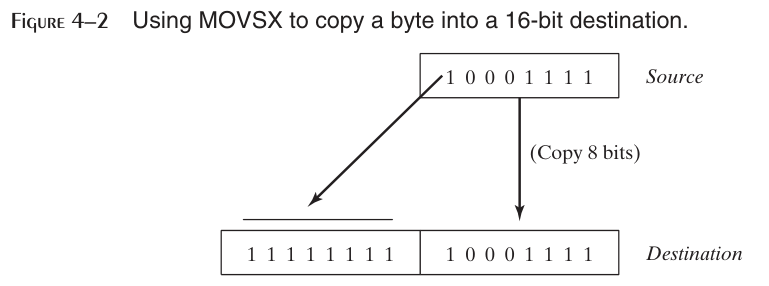 FIGURE 4–2 Using MOVSX to copy a byte into a 16-bit destination.
1 0 0 0 1 1 1 1 Source
(Copy 8 bits)
1 1 1 1 1 1 1 1 1 0 0 0 1 1 1 1 Destination